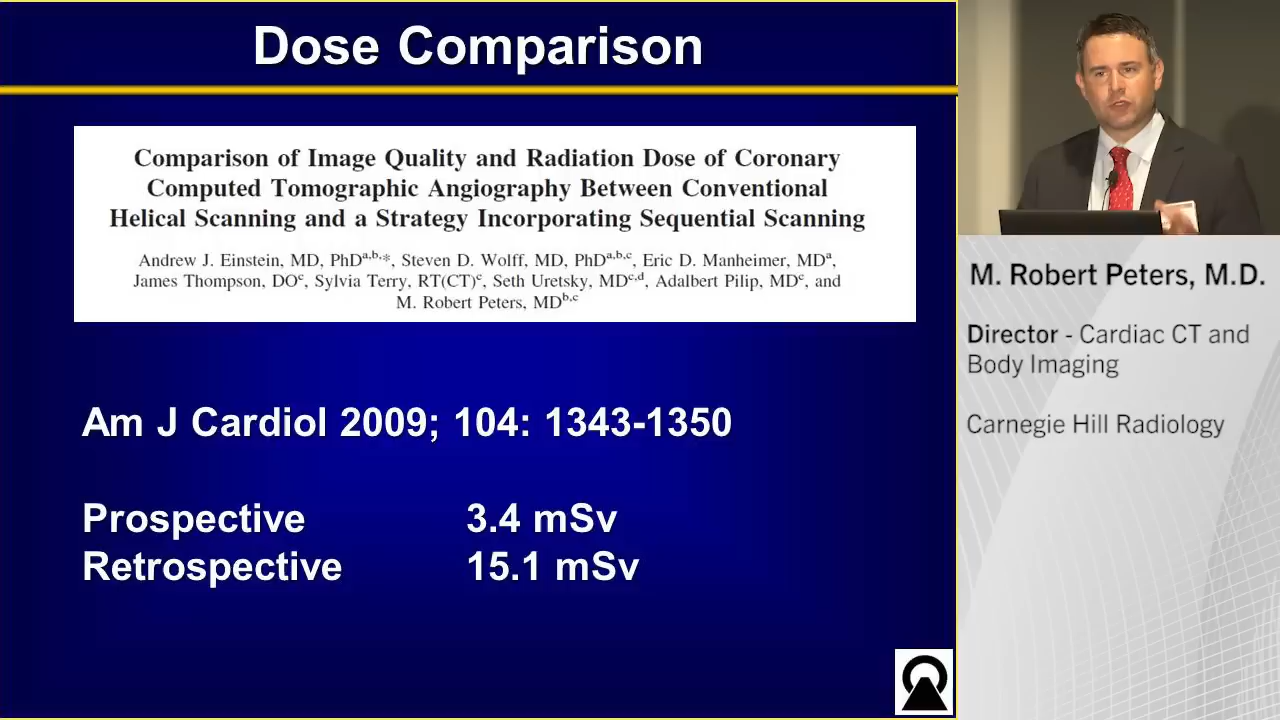 Dose Comparison
Comparison of Image Quality and Radiation Dose of Coronary
Computed Tomographic Angiography Between Conventional
Helical Scanning and a Strategy Incorporating Sequential Scanning
Andrew J. Einstein, MD, PhDa,b,*, Steven D. Wolff, MD, PhDa,b,c, Eric D. Manheimer, MDa,
James Thompson, DOc, Sylvia Terry, RT(CT)c, Seth Uretsky, MDc,d, Adalbert Pilip, MDc, and
M. Robert Peters, MDb,c
Am J Cardiol 2009; 104: 1343-1350
Prospective 3.4 mSv
Retrospective 15.1 mSv
M. Robert Peters, M.D.
Director - Cardiac CT and
Body Imaging
Carnegie Hill Radiology